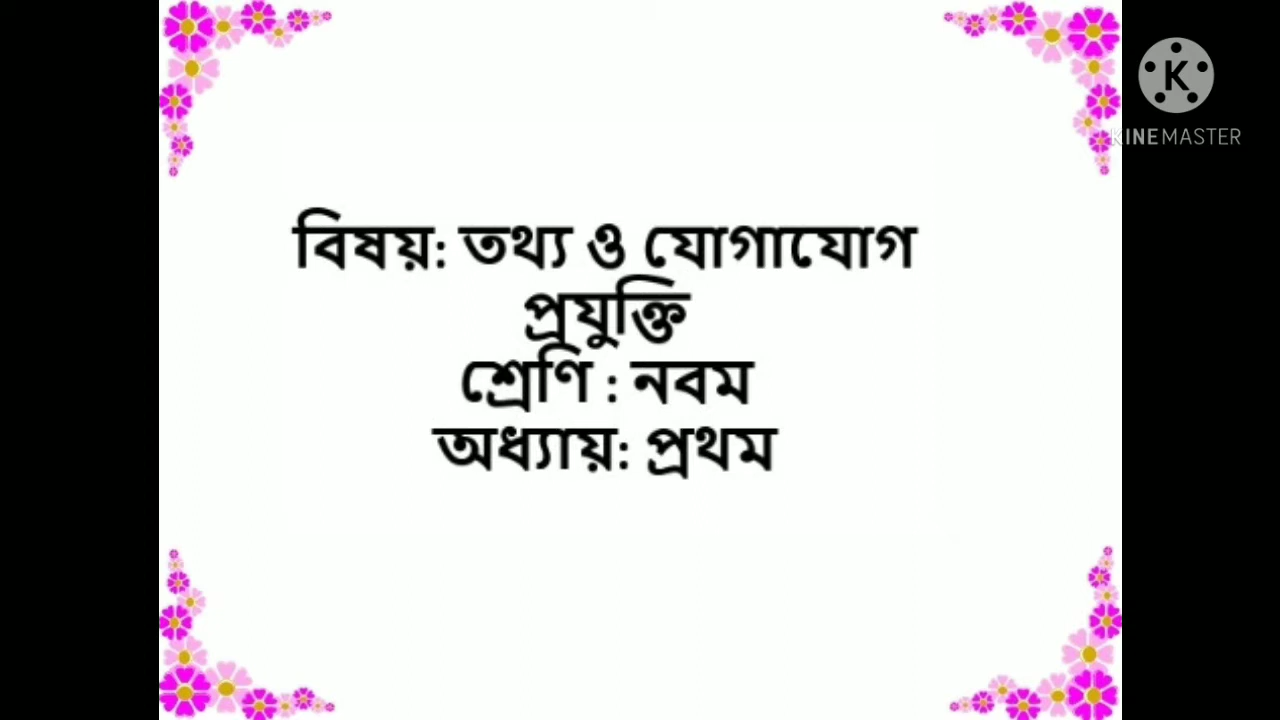 বিষয়: তথ্য ও যোগাযোগ
প্রযুক্তি
শ্রেণি : নবম
অধ্যায়: প্রথম
K
KINEMASTER